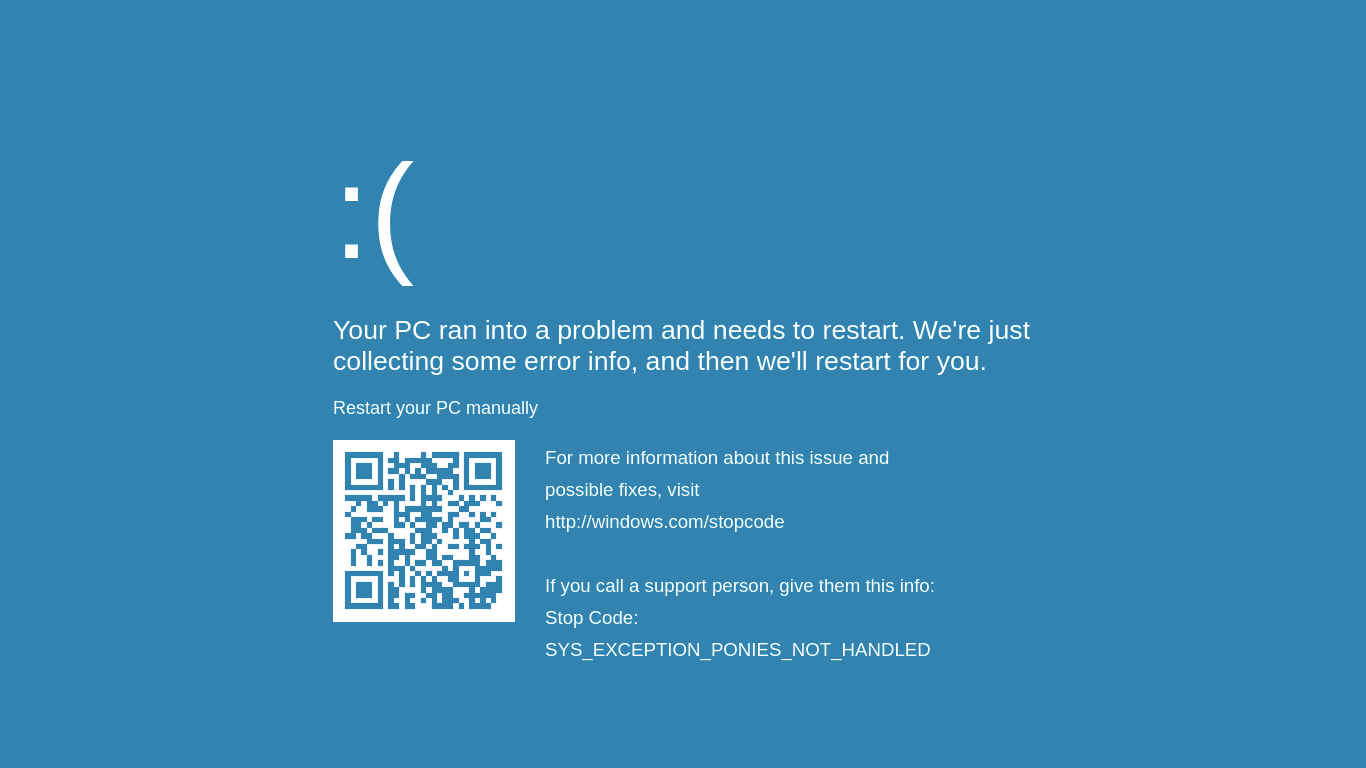 :(
Your PC ran into a problem and needs to restart. We're just
collecting some error info, and then we'll restart for you.
Restart your PC manually
For more information about this issue and
possible fixes, visit
http://windows.com/stopcode
If you call a support person, give them this info:
Stop Code:
SYS_EXCEPTION_PONIES_NOT_HANDLED